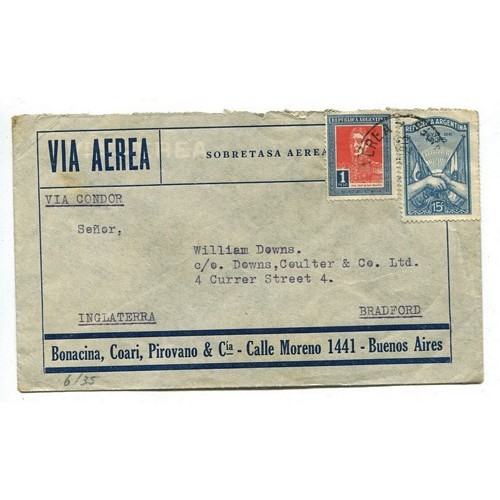 VIA AEREA
SOBRETASA AEREA
REPUBLICA ARGENTINA
1
REPUBLICA ARGENTINA
15c
VIA CONDOR
Señor,
William Downs.
c/o. Downs,Coulter & Co. Ltd.
4 Currer Street 4.
INGLATERRA
BRADFORD
Bonacina, Coari, Pirovano & Cia - Calle Moreno 1441 - Buenos Aires
6/35